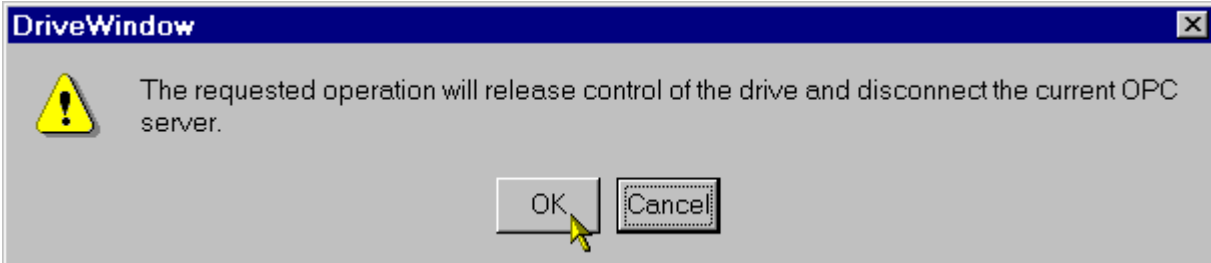 DriveWindow
The requested operation will release control of the drive and disconnect the current OPC
server.
OK Cancel